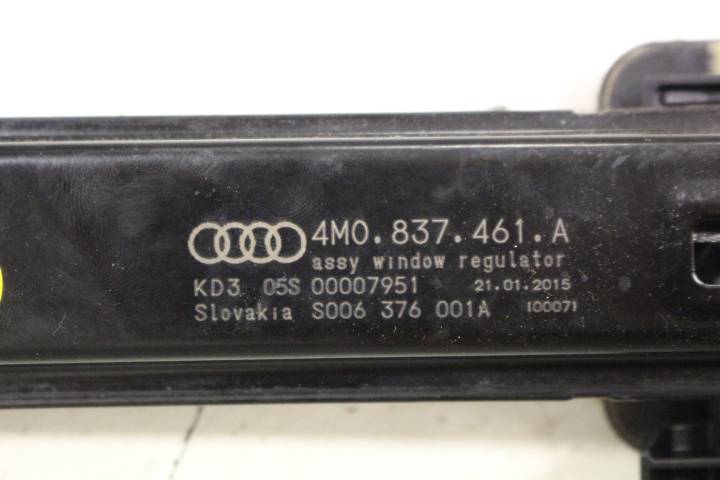 4M0.837.461.A
assy window regulator
KD3 05S 00007951 21.01.2015
Slovakia S006 376 001A 100071